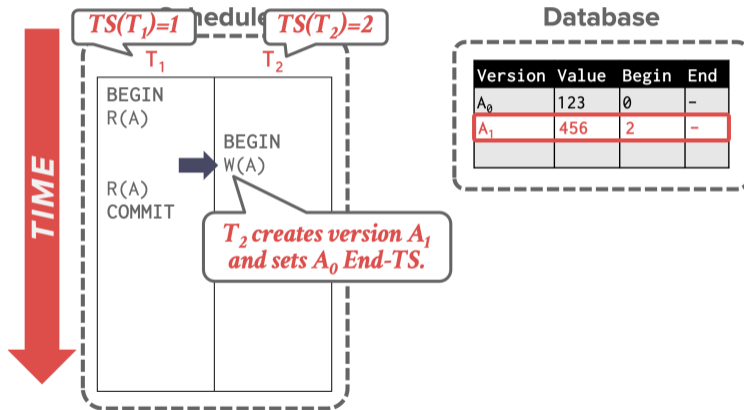 Schedule
Database
TS(T₁)=1
TS(T₂)=2
T₁
T₂
BEGIN
R(A)
BEGIN
W(A)
R(A)
COMMIT
T₂ creates version A₁
and sets A₀ End-TS.
TIME
Version Value Begin End
A₀ 123 0 –
A₁ 456 2 –